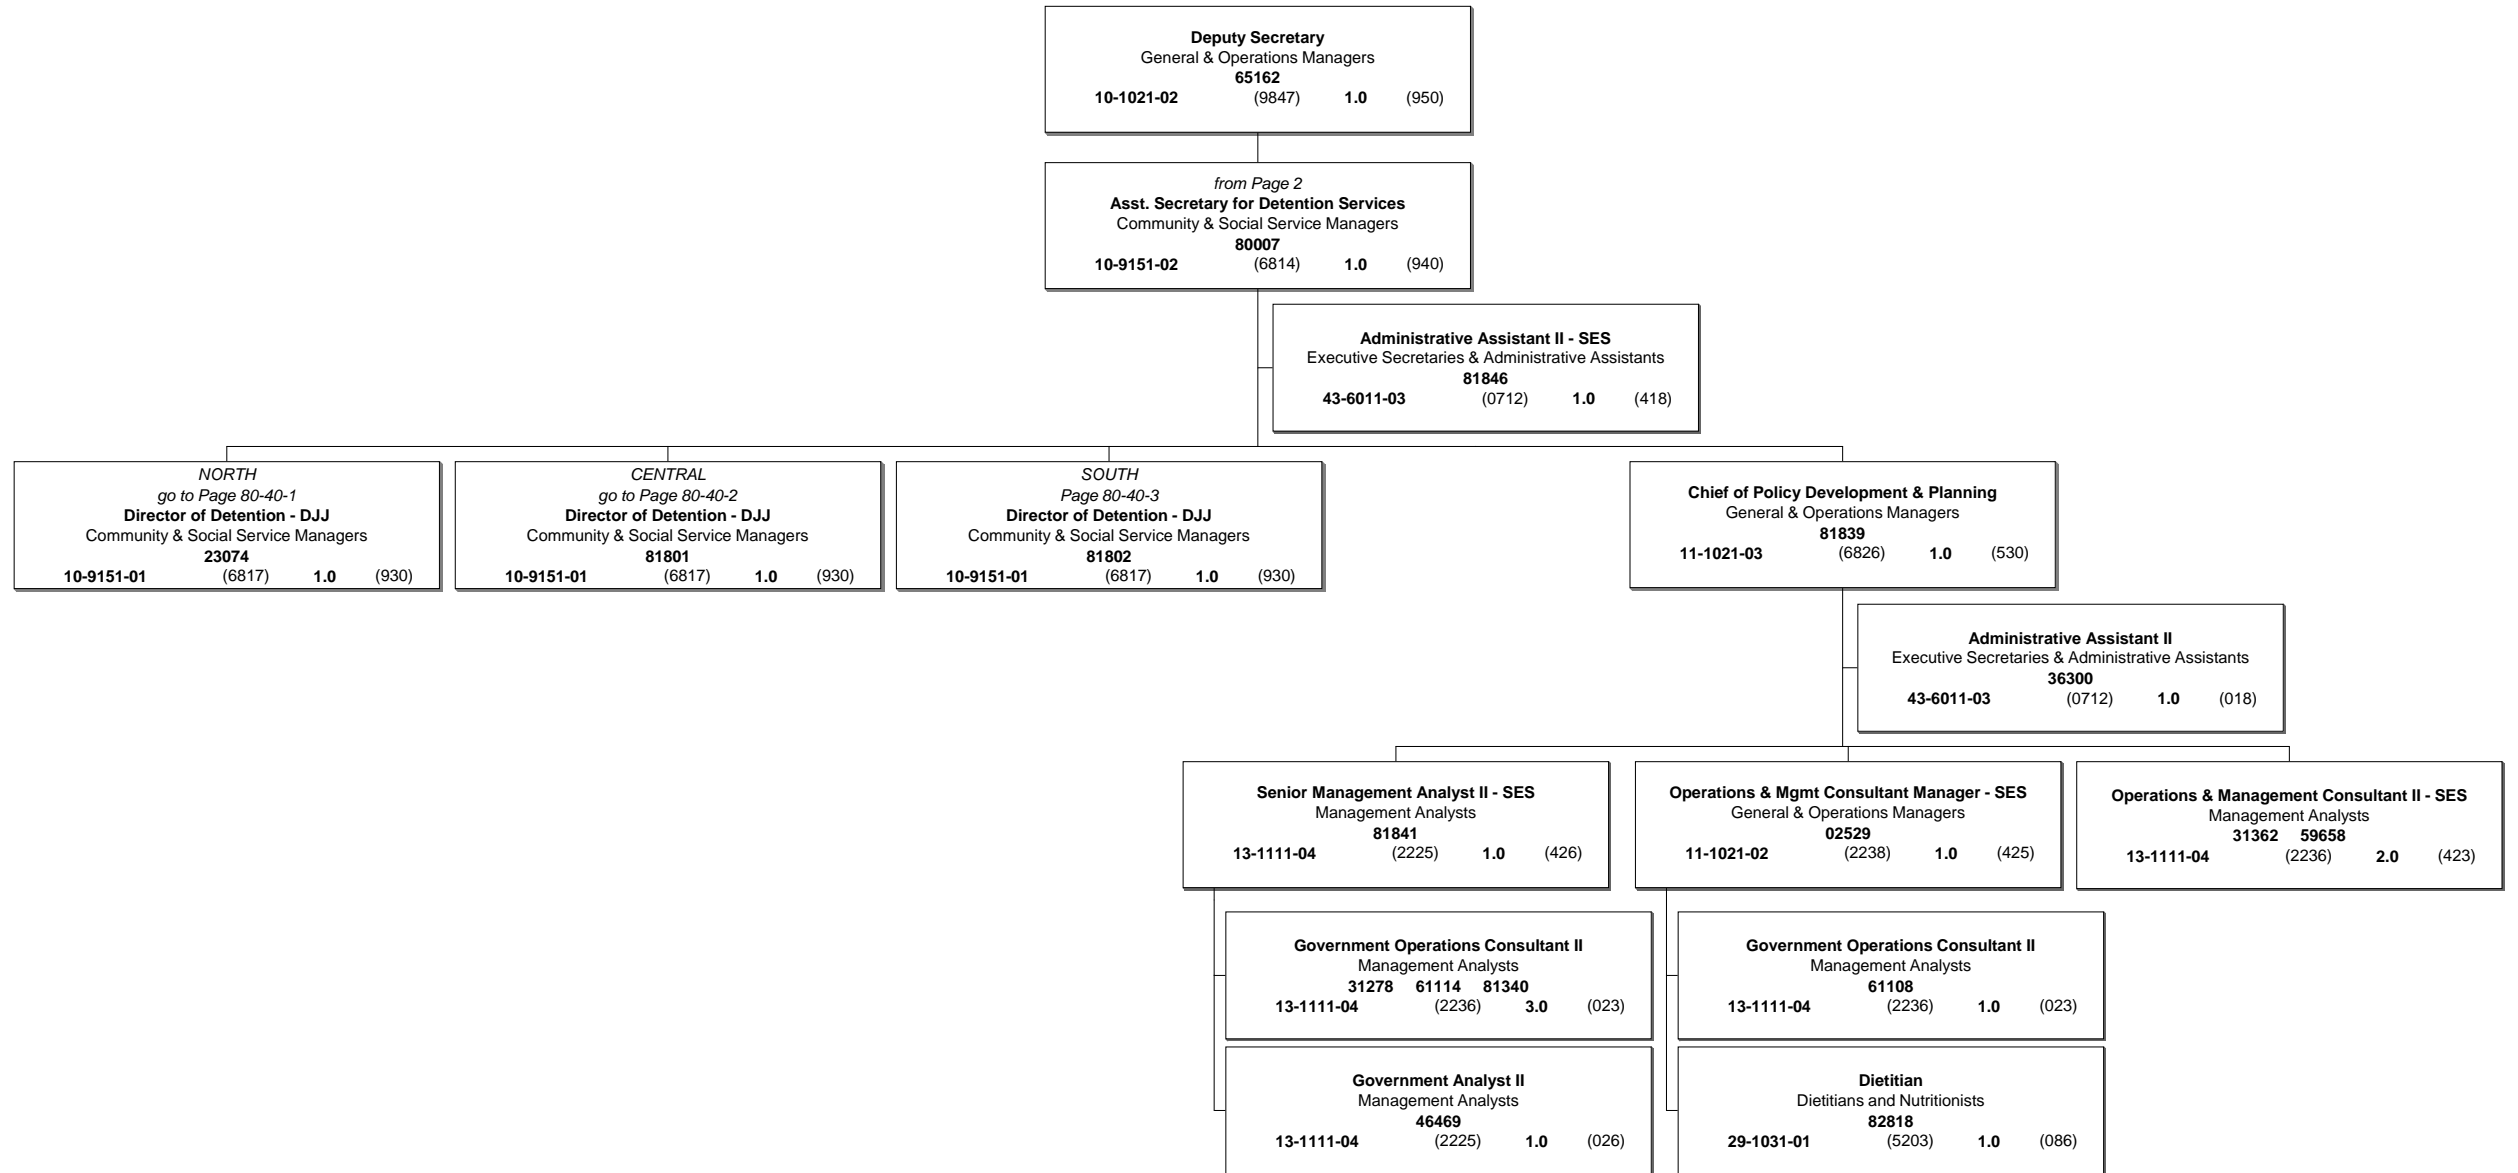 Deputy Secretary
General & Operations Managers
65162
10-1021-02 (9847) 1.0 (950)
from Page 2
Asst. Secretary for Detention Services
Community & Social Service Managers
80007
10-9151-02 (6814) 1.0 (940)
Administrative Assistant II - SES
Executive Secretaries & Administrative Assistants
81846
43-6011-03 (0712) 1.0 (418)
NORTH
go to Page 80-40-1
Director of Detention - DJJ
Community & Social Service Managers
23074
10-9151-01 (6817) 1.0 (930)
CENTRAL
go to Page 80-40-2
Director of Detention - DJJ
Community & Social Service Managers
81801
10-9151-01 (6817) 1.0 (930)
SOUTH
Page 80-40-3
Director of Detention - DJJ
Community & Social Service Managers
81802
10-9151-01 (6817) 1.0 (930)
Chief of Policy Development & Planning
General & Operations Managers
81839
11-1021-03 (6826) 1.0 (530)
Administrative Assistant II
Executive Secretaries & Administrative Assistants
36300
43-6011-03 (0712) 1.0 (018)
Senior Management Analyst II - SES
Management Analysts
81841
13-1111-04 (2225) 1.0 (426)
Operations & Mgmt Consultant Manager - SES
General & Operations Managers
02529
11-1021-02 (2238) 1.0 (425)
Operations & Management Consultant II - SES
Management Analysts
31362 59658
13-1111-04 (2236) 2.0 (423)
Government Operations Consultant II
Management Analysts
31278 61114 81340
13-1111-04 (2236) 3.0 (023)
Government Operations Consultant II
Management Analysts
61108
13-1111-04 (2236) 1.0 (023)
Government Analyst II
Management Analysts
46469
13-1111-04 (2225) 1.0 (026)
Dietitian
Dietitians and Nutritionists
82818
29-1031-01 (5203) 1.0 (086)